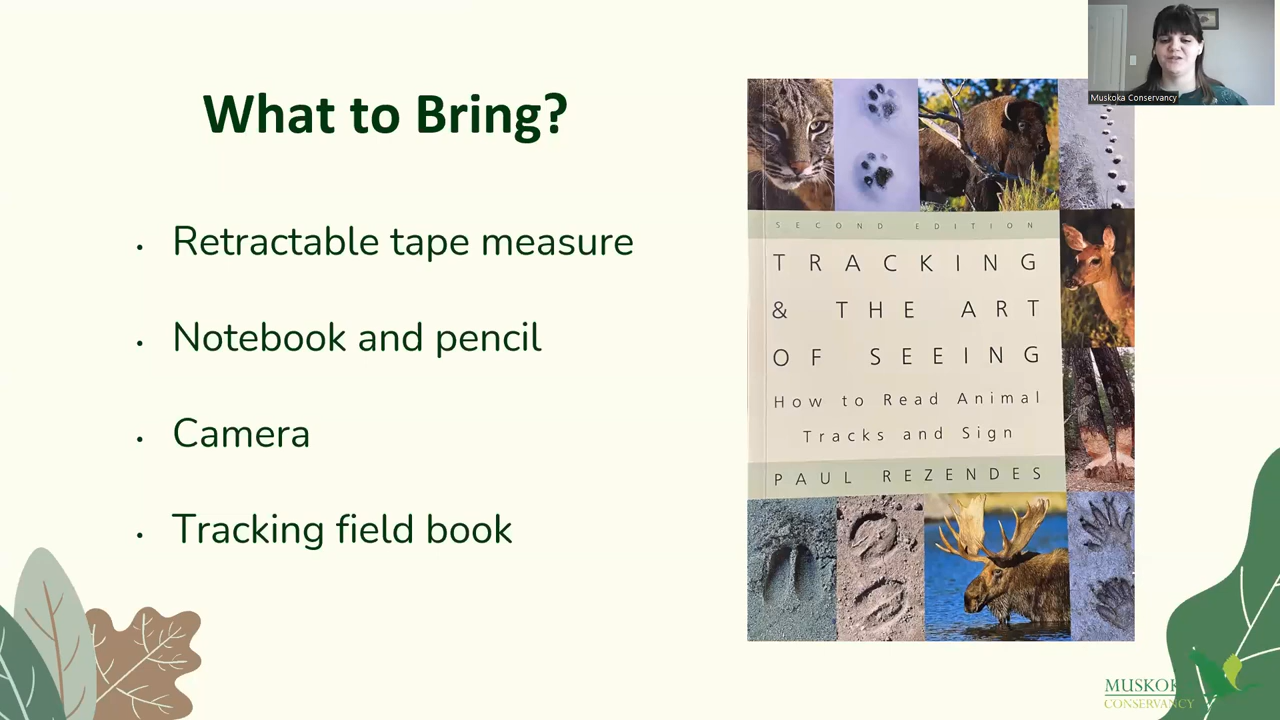 What to Bring?
• Retractable tape measure
• Notebook and pencil
• Camera
• Tracking field book
SECOND EDITION
TRACKING
& THE ART
OF SEEING
How to Read Animal
Tracks and Sign
PAUL REZENDES
Muskoka Conservancy
MUSKOK
CONSERVANCY